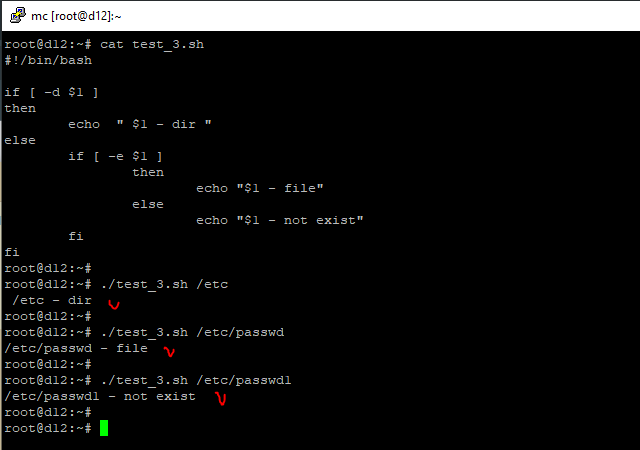 mc [root@d12]:~
root@d12:~# cat test_3.sh
#!/bin/bash
if [ -d $1 ]
then
echo  " $1 - dir "
else
if [ -e $1 ]
then
echo "$1 - file"
else
echo "$1 - not exist"
fi
fi
root@d12:~#
root@d12:~# ./test_3.sh /etc
/etc - dir
root@d12:~#
root@d12:~# ./test_3.sh /etc/passwd
/etc/passwd - file
root@d12:~#
root@d12:~# ./test_3.sh /etc/passwd1
/etc/passwd1 - not exist
root@d12:~#
root@d12:~#